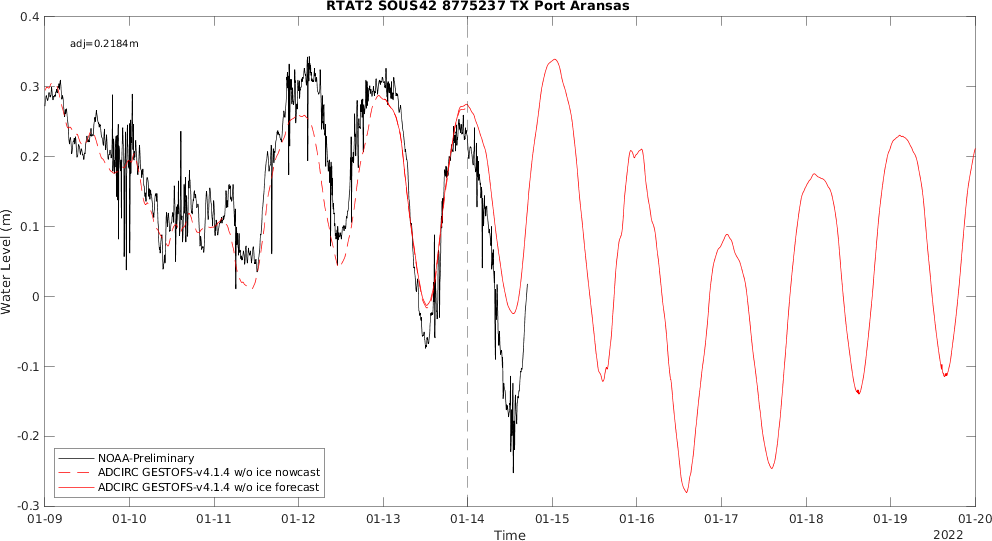 RTAT2 SOUS42 8775237 TX Port Aransas
adj=0.2184m
0.4
0.3
0.2
0.1
0
-0.1
-0.2
-0.3
Water Level (m)
NOAA-Preliminary
ADCIRC GESTOFS-v4.1.4 w/o ice nowcast
ADCIRC GESTOFS-v4.1.4 w/o ice forecast
01-09 01-10 01-11 01-12 01-13 01-14 01-15 01-16 01-17 01-18 01-19 01-20
Time
2022